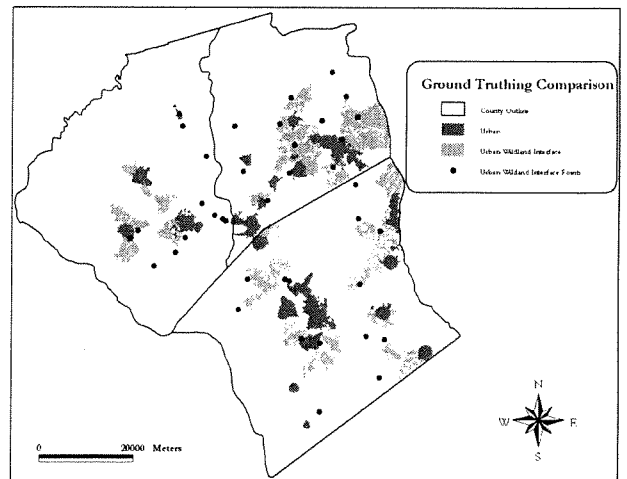 Ground Truthing Comparison
County Outline
Urban
Urban Wildland Interface
Urban Wildland Interface Points
N
W E
S
0 20000 Meters